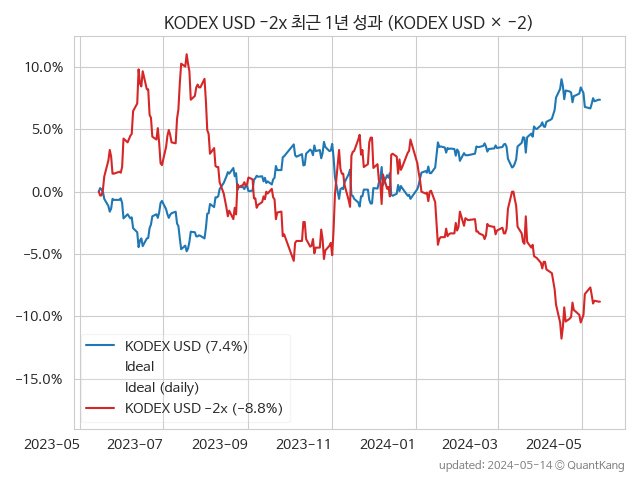 KODEX USD −2x 최근 1년 성과 (KODEX USD × −2)
10.0%
5.0%
0.0%
−5.0%
−10.0%
−15.0%
KODEX USD (7.4%)
Ideal
Ideal (daily)
KODEX USD −2x (−8.8%)
2023−05 2023−07 2023−09 2023−11 2024−01 2024−03 2024−05
updated: 2024−05−14 © QuantKang